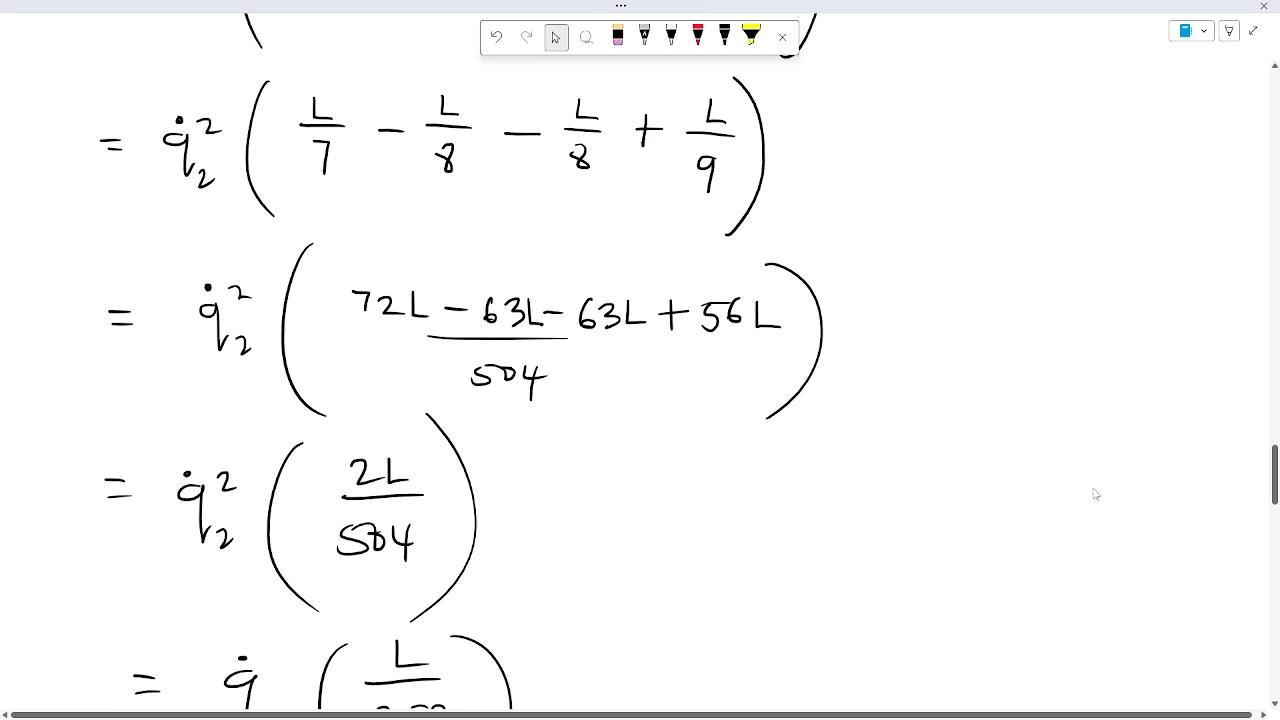 = q̇₂² ( L/7 − L/8 − L/8 + L/9 )
= q̇₂² ( (72L − 63L − 63L + 56L)/504 )
= q̇₂² ( 2L/504 )
= q̇ ( L/